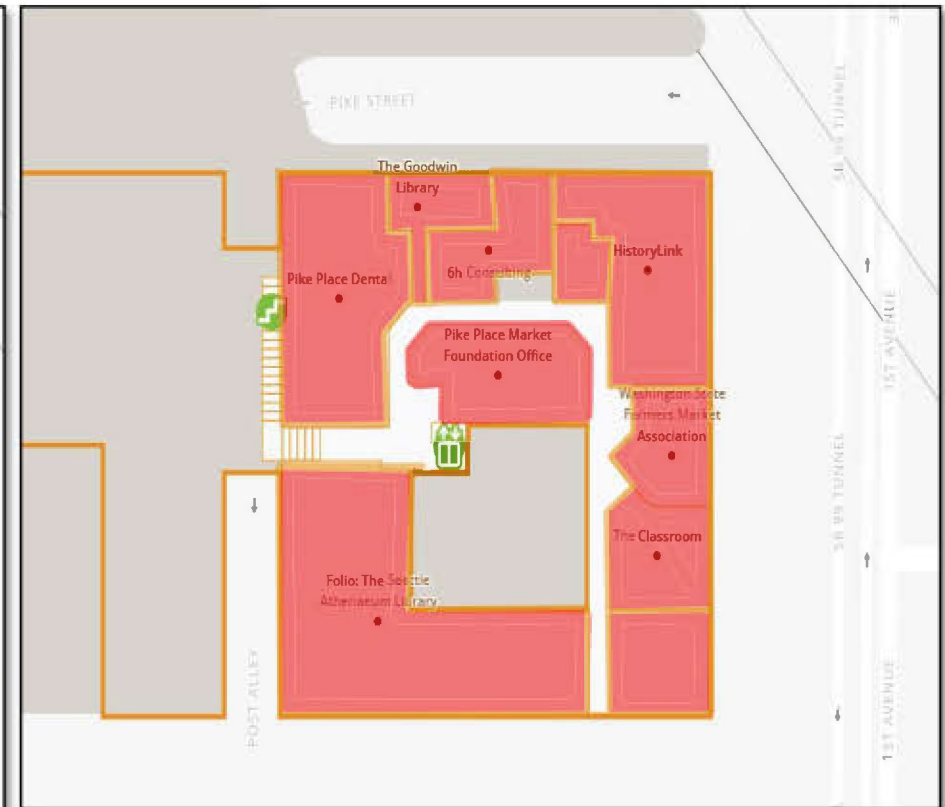 PIKE STREET
The Goodwin
Library
HistoryLink
6h Consulting
Pike Place Dental
Pike Place Market
Foundation Office
Washington State
Farmers Market
Association
The Classroom
Folio: The Seattle
Athenaeum Library
POST ALLEY
SR 99 TUNNEL
1ST AVENUE
SR 99 TUNNEL
1ST AVENUE